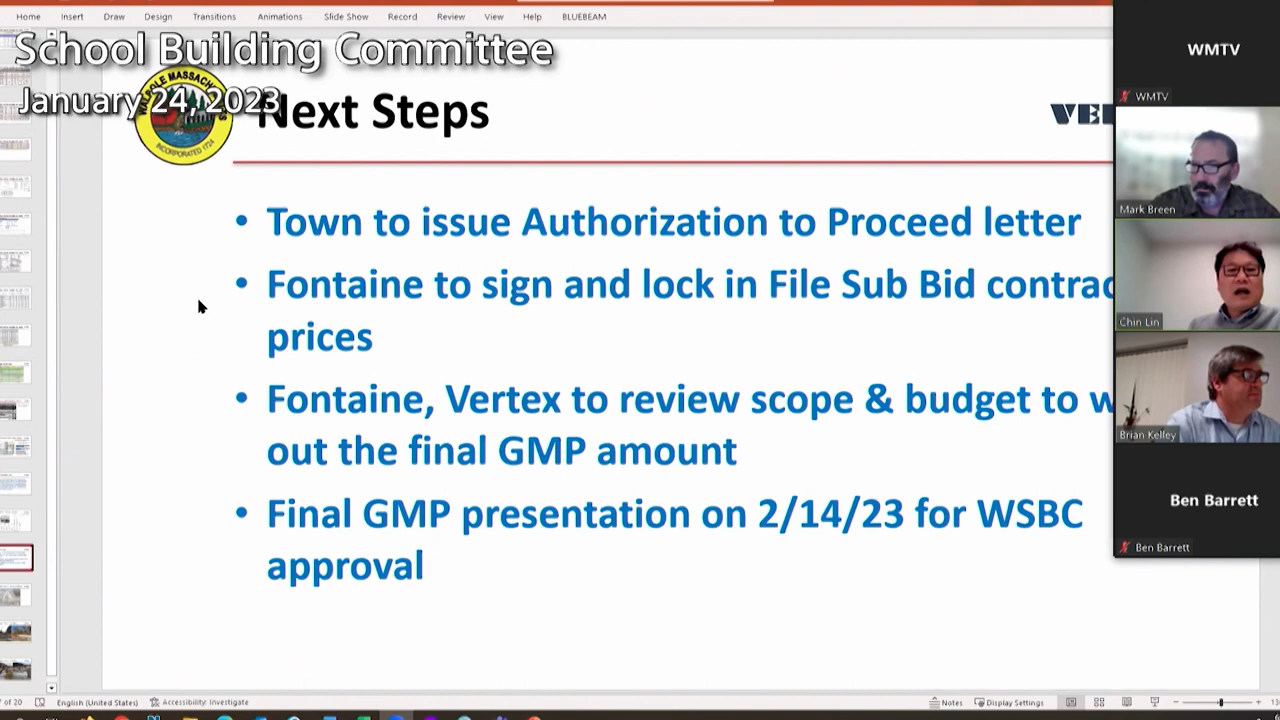 Home Insert Draw Design Transitions Animations Slide Show Record Review View Help BLUEBEAM
School Building Committee
January 24, 2023
Next Steps
• Town to issue Authorization to Proceed letter
• Fontaine to sign and lock in File Sub Bid contrac
prices
• Fontaine, Vertex to review scope & budget to w
out the final GMP amount
• Final GMP presentation on 2/14/23 for WSBC
approval
WMTV
WMTV
Mark Breen
Chin Lin
Brian Kelley
Ben Barrett
Ben Barrett
of 20 English (United States) Accessibility: Investigate Notes Display Settings